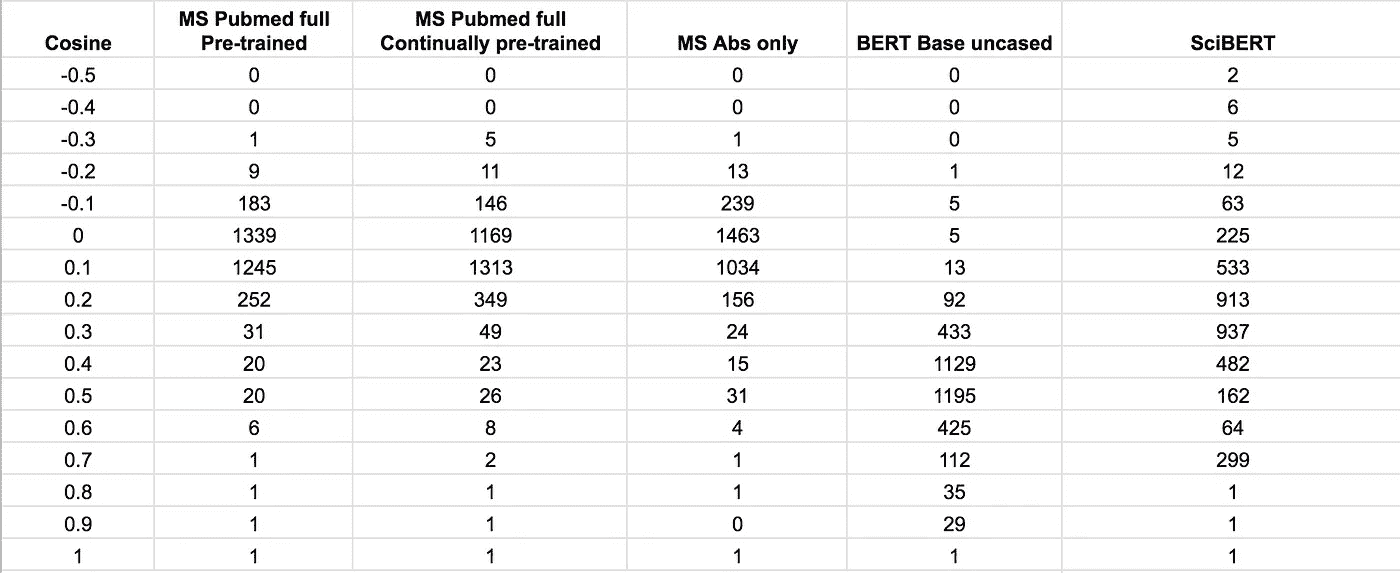 Cosine MS Pubmed full Pre-trained MS Pubmed full Continually pre-trained MS Abs only BERT Base uncased SciBERT
-0.5 0 0 0 0 2
-0.4 0 0 0 0 6
-0.3 1 5 1 0 5
-0.2 9 11 13 1 12
-0.1 183 146 239 5 63
0 1339 1169 1463 5 225
0.1 1245 1313 1034 13 533
0.2 252 349 156 92 913
0.3 31 49 24 433 937
0.4 20 23 15 1129 482
0.5 20 26 31 1195 162
0.6 6 8 4 425 64
0.7 1 2 1 112 299
0.8 1 1 1 35 1
0.9 1 1 0 29 1
1 1 1 1 1 1